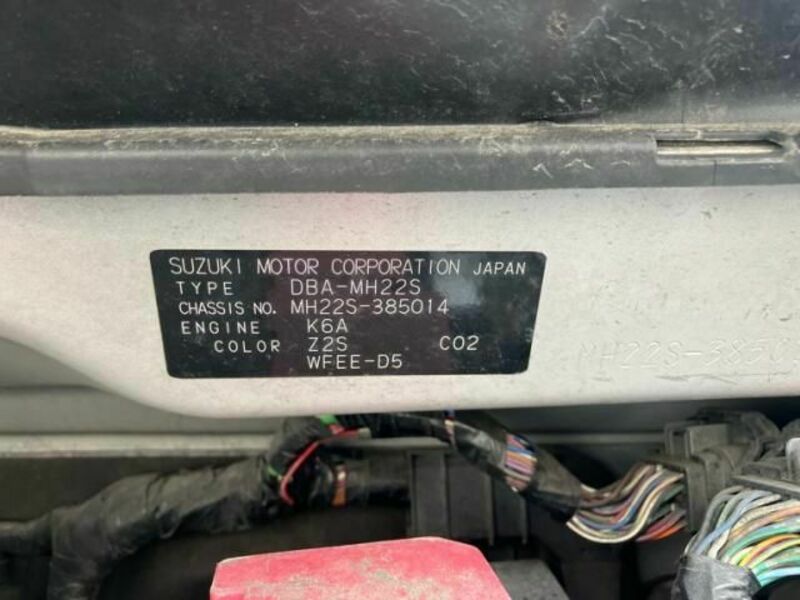 SUZUKI MOTOR CORPORATION JAPAN
TYPE DBA-MH22S
CHASSIS NO. MH22S-385014
ENGINE K6A
COLOR Z2S C02
WFEE-D5